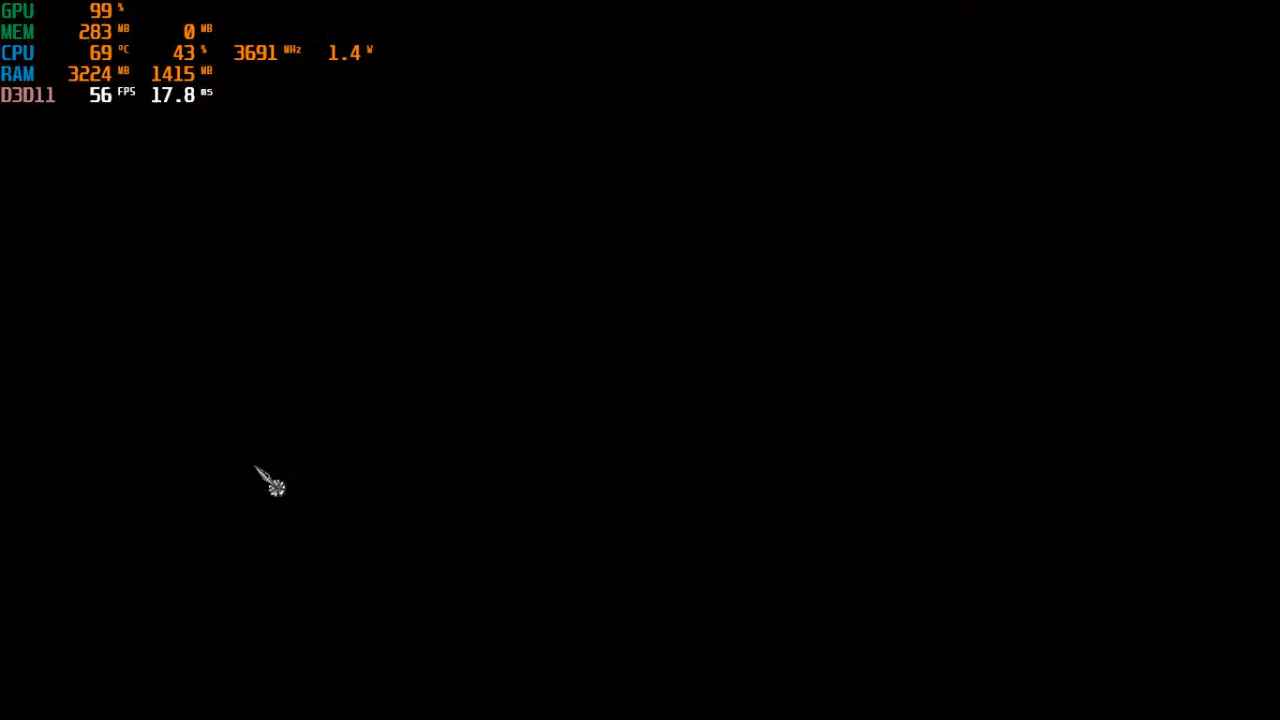 GPU 99 %
MEM 283 MB 0 MB
CPU 69 °C 43 % 3691 MHz 1.4 W
RAM 3224 MB 1415 MB
D3D11 56 FPS 17.8 ms